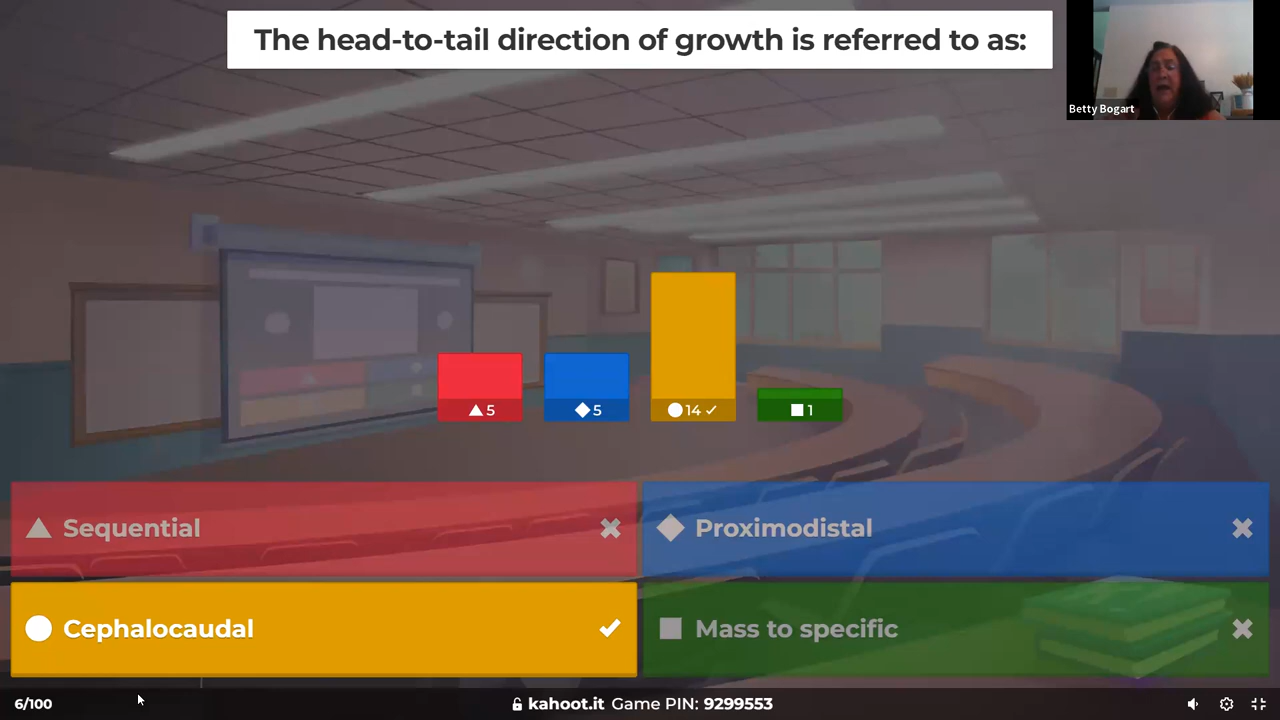 The head-to-tail direction of growth is referred to as:
Betty Bogart
5
5
14
1
Sequential
Proximodistal
Cephalocaudal
Mass to specific
6/100
kahoot.it Game PIN: 9299553